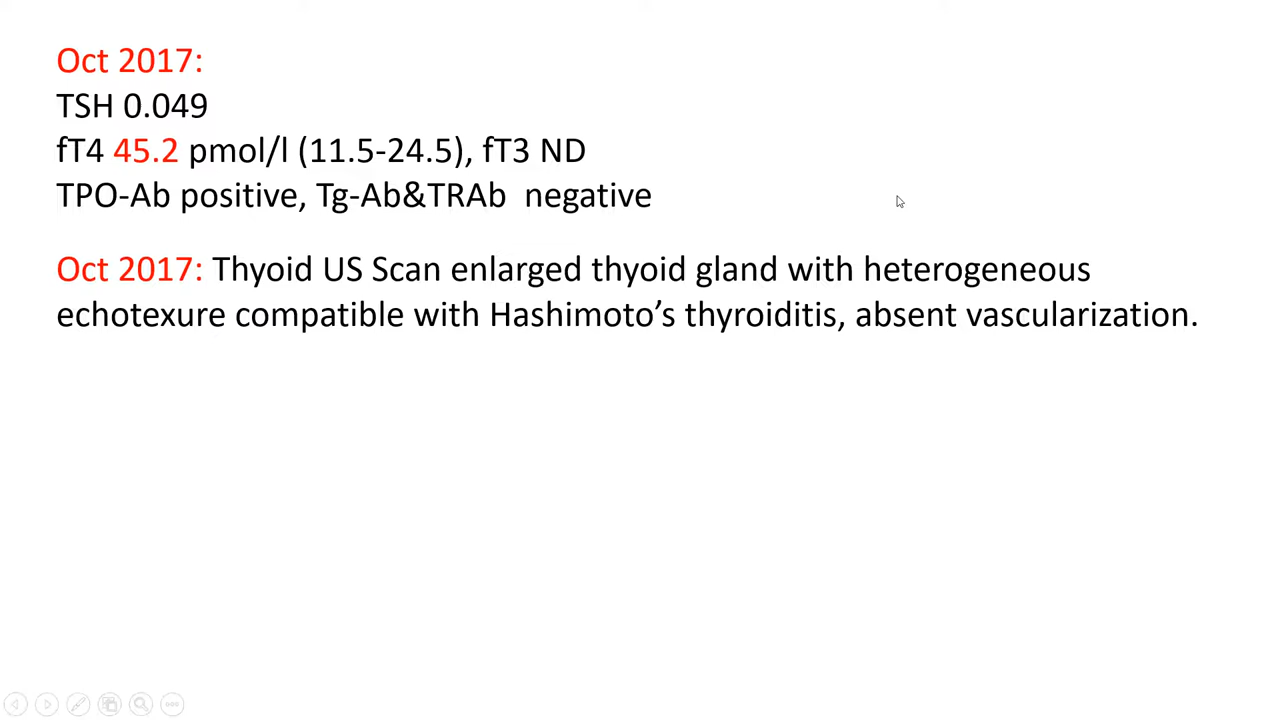 Oct 2017:
TSH 0.049
fT4 45.2 pmol/l (11.5-24.5), fT3 ND
TPO-Ab positive, Tg-Ab&TRAb  negative
Oct 2017: Thyoid US Scan enlarged thyoid gland with heterogeneous
echotexure compatible with Hashimoto’s thyroiditis, absent vascularization.